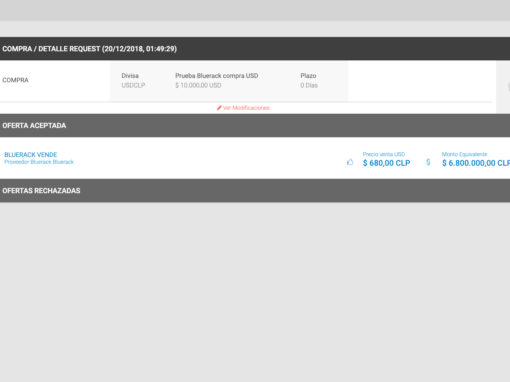 COMPRA / DETALLE REQUEST (20/12/2018, 01:49:29)
COMPRA
Divisa
USDCLP
Prueba Bluerack compra USD
$ 10.000,00 USD
Plazo
0 Días
Ver Modificaciones
OFERTA ACEPTADA
BLUERACK VENDE
Proveedor Bluerack Bluerack
Precio venta USD
$ 680,00 CLP
$
Monto Equivalente
$ 6.800.000,00 CLP
OFERTAS RECHAZADAS